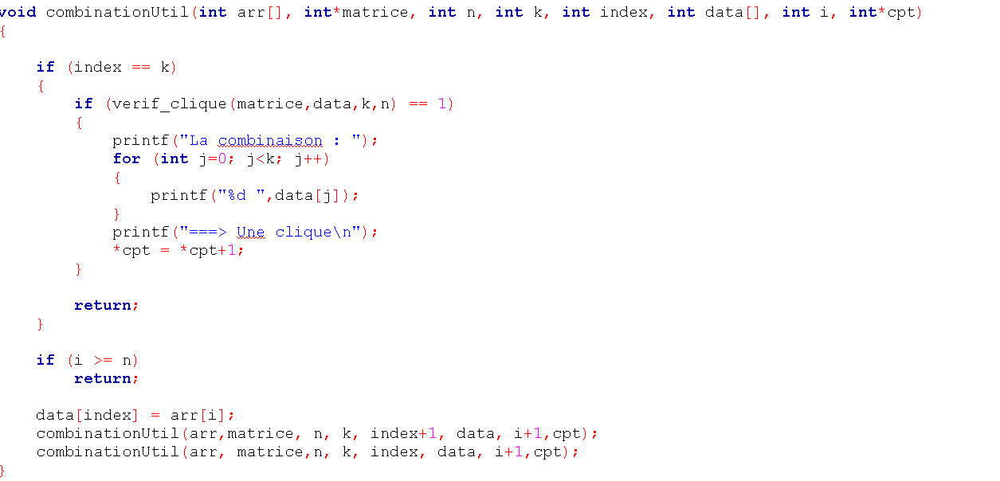 void combinationUtil(int arr[], int*matrice, int n, int k, int index, int data[], int i, int*cpt)
{
if (index == k)
{
if (verif_clique(matrice,data,k,n) == 1)
{
printf("La combinaison : ");
for (int j=0; j<k; j++)
{
printf("%d ",data[j]);
}
printf("===> Une clique\n");
*cpt = *cpt+1;
}
return;
}
if (i >= n)
return;
data[index] = arr[i];
combinationUtil(arr,matrice, n, k, index+1, data, i+1,cpt);
combinationUtil(arr, matrice,n, k, index, data, i+1,cpt);
}